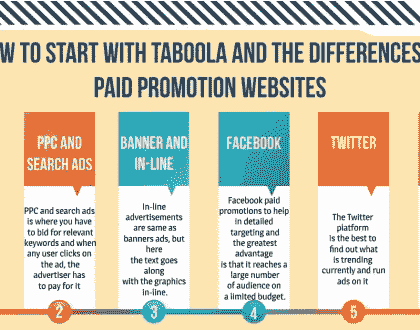 W TO START WITH TABOOLA AND THE DIFFERENCES
PAID PROMOTION WEBSITES
PPC AND
SEARCH ADS
PPC and search ads
is where you have
to bid for relevant
keywords and when
any user clicks on
the ad, the
advertiser has
to pay for it
2
BANNER AND
IN-LINE
In-line
advertisements
are same as
banners ads, but
here
the text goes
along
with the graphics
in-line.
3
FACEBOOK
Facebook paid
promotions to help
in detailed
targeting and
the greatest
advantage
is that it reaches a
large number
of audience on
a limited budget.
4
TWITTER
The Twitter
platform
is the best to
find out what
is trending
currently and run
ads on it
5